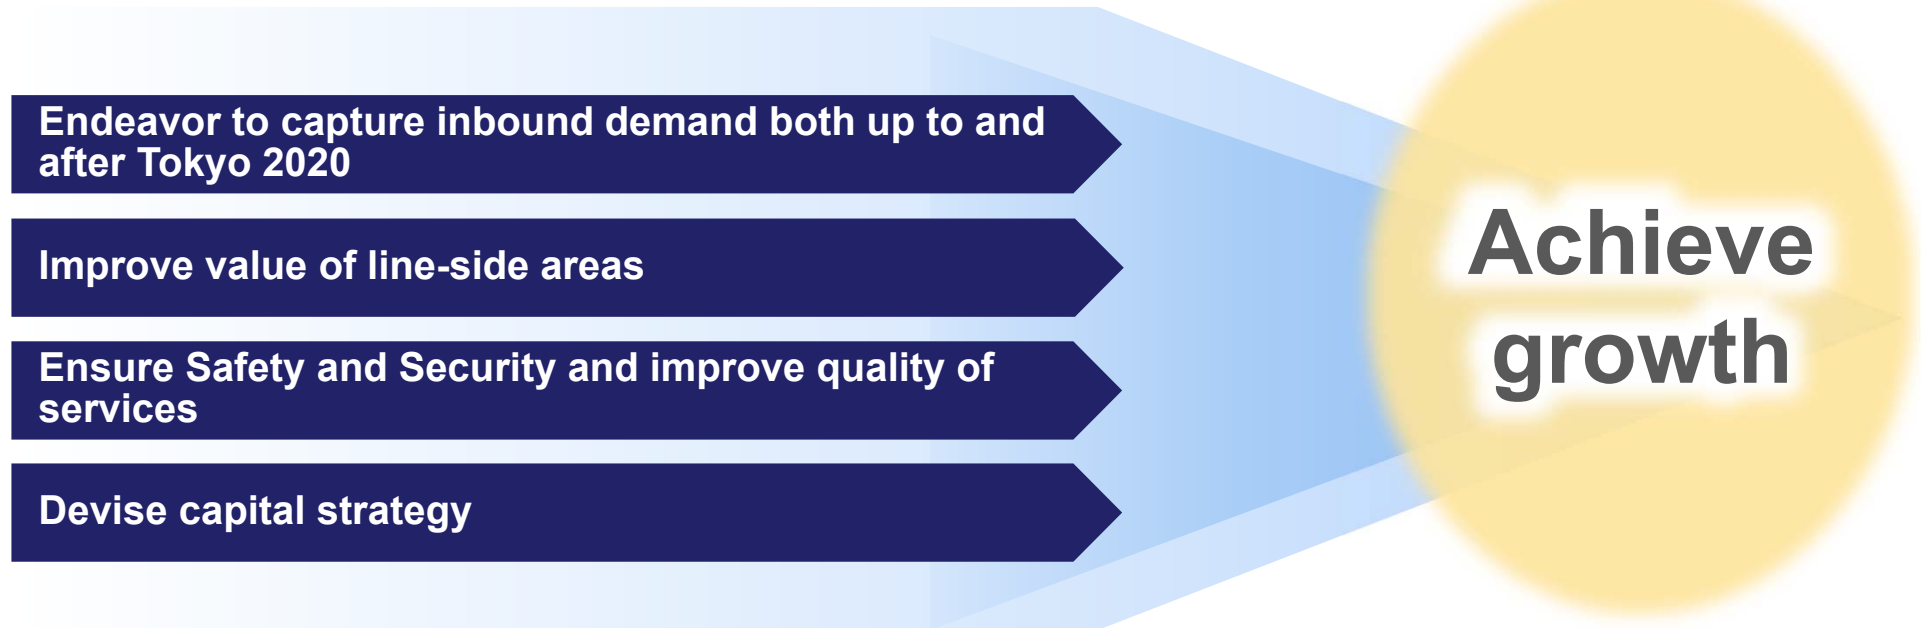 Endeavor to capture inbound demand both up to and
after Tokyo 2020
Improve value of line-side areas
Ensure Safety and Security and improve quality of
services
Devise capital strategy
Achieve
growth